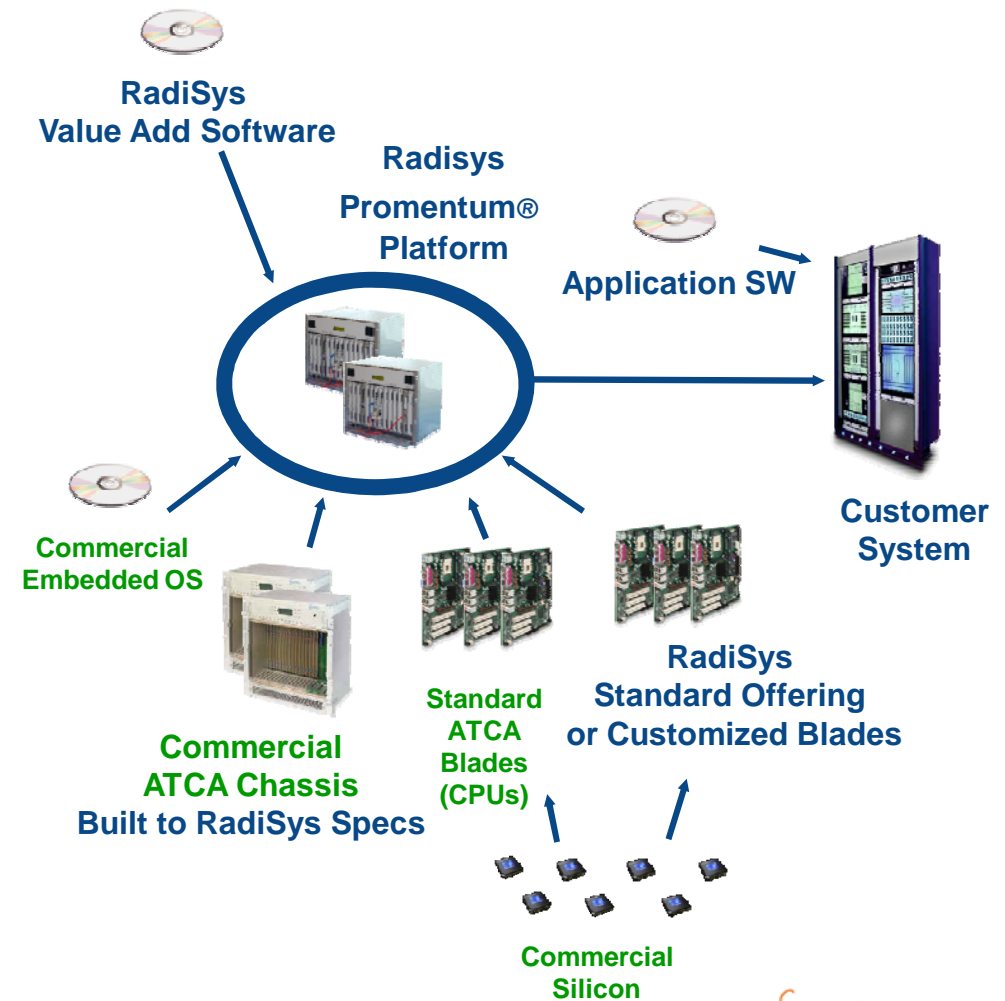 RadiSys
Value Add Software
Radisys
Promentum®
Platform
Application SW
Customer
System
Commercial
Embedded OS
Commercial
ATCA Chassis
Built to RadiSys Specs
Standard
ATCA
Blades
(CPUs)
RadiSys
Standard Offering
or Customized Blades
Commercial
Silicon